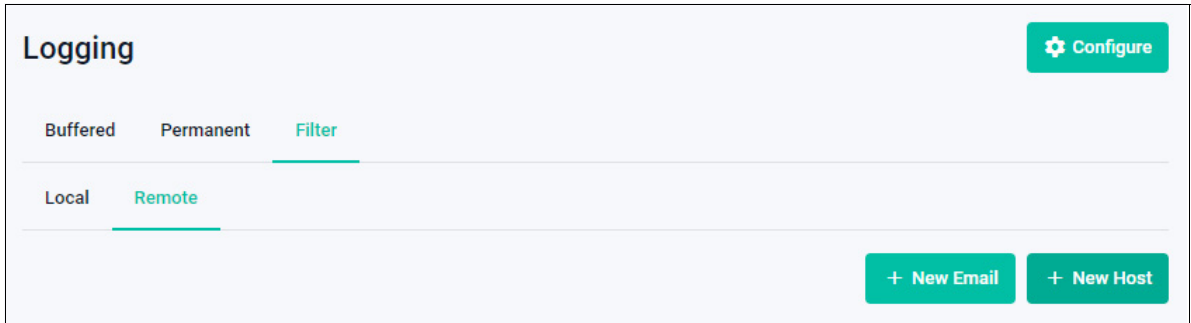 Logging
Configure
Buffered Permanent Filter
Local Remote
+ New Email + New Host